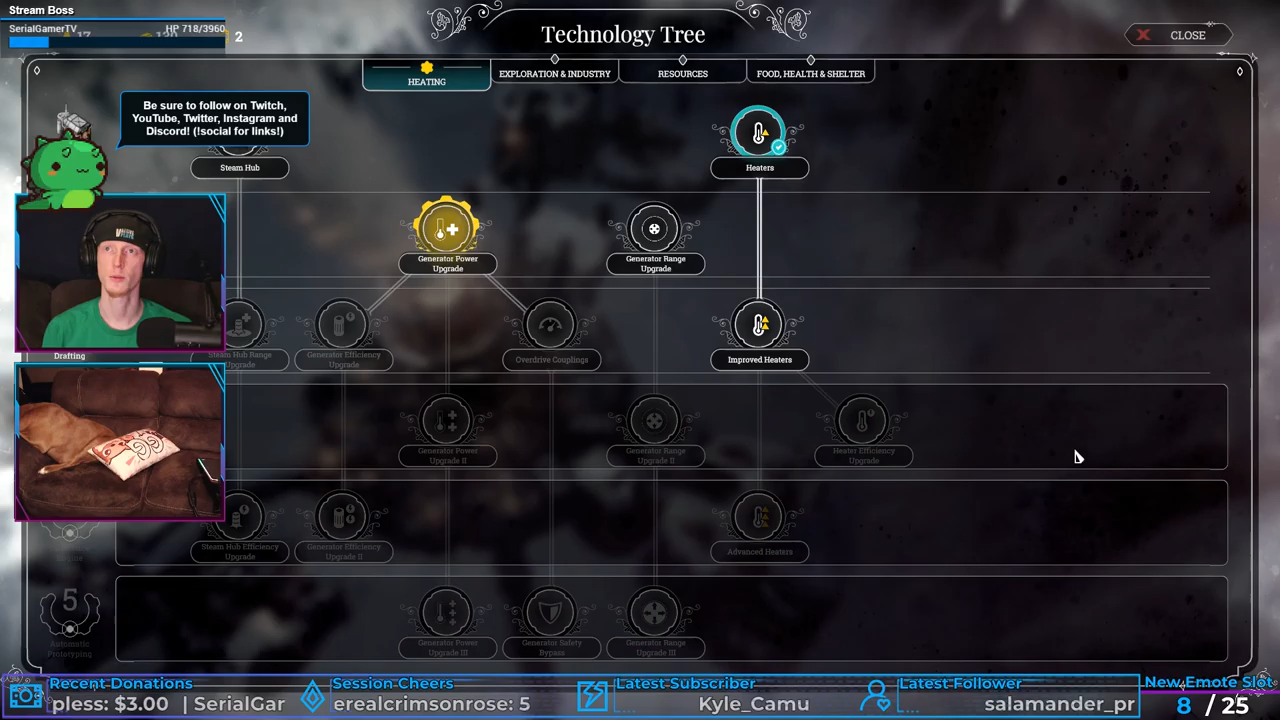 Stream Boss
SerialGamerTV
HP 718/3960
2
Technology Tree
CLOSE
HEATING
EXPLORATION & INDUSTRY
RESOURCES
FOOD, HEALTH & SHELTER
Be sure to follow on Twitch,
YouTube, Twitter, Instagram and
Discord! (!social for links!)
Steam Hub
Heaters
Generator Power
Upgrade
Generator Range
Upgrade
Drafting
Steam Hub Range
Upgrade
Generator Efficiency
Upgrade
Overdrive Couplings
Improved Heaters
Generator Power
Upgrade II
Generator Range
Upgrade II
Heater Efficiency
Upgrade
Engine
Steam Hub Efficiency
Upgrade
Generator Efficiency
Upgrade II
Advanced Heaters
5
Automatic
Prototyping
Generator Power
Upgrade III
Generator Safety
Bypass
Generator Range
Upgrade III
Recent Donations
pless: $3.00 | SerialGar
Session Cheers
erealcrimsonrose: 5
Latest Subscriber
Kyle_Camu
Latest Follower
salamander_pr
New Emote Slot
8 / 25